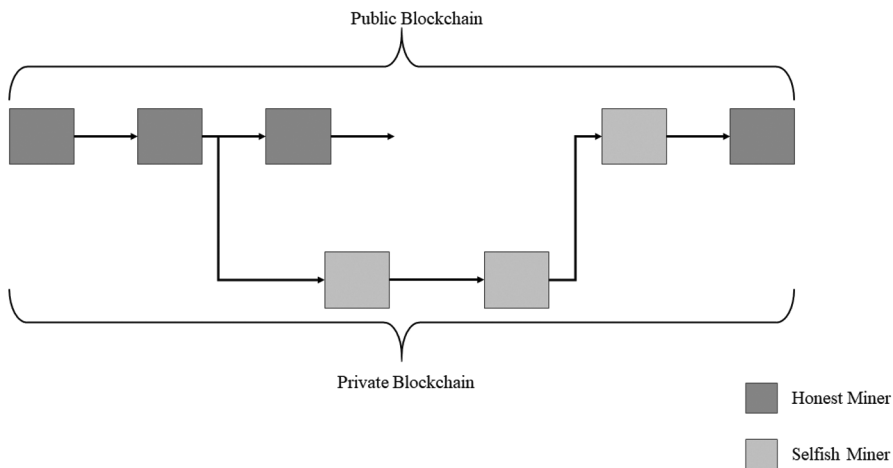 Public Blockchain
Private Blockchain
Honest Miner
Selfish Miner